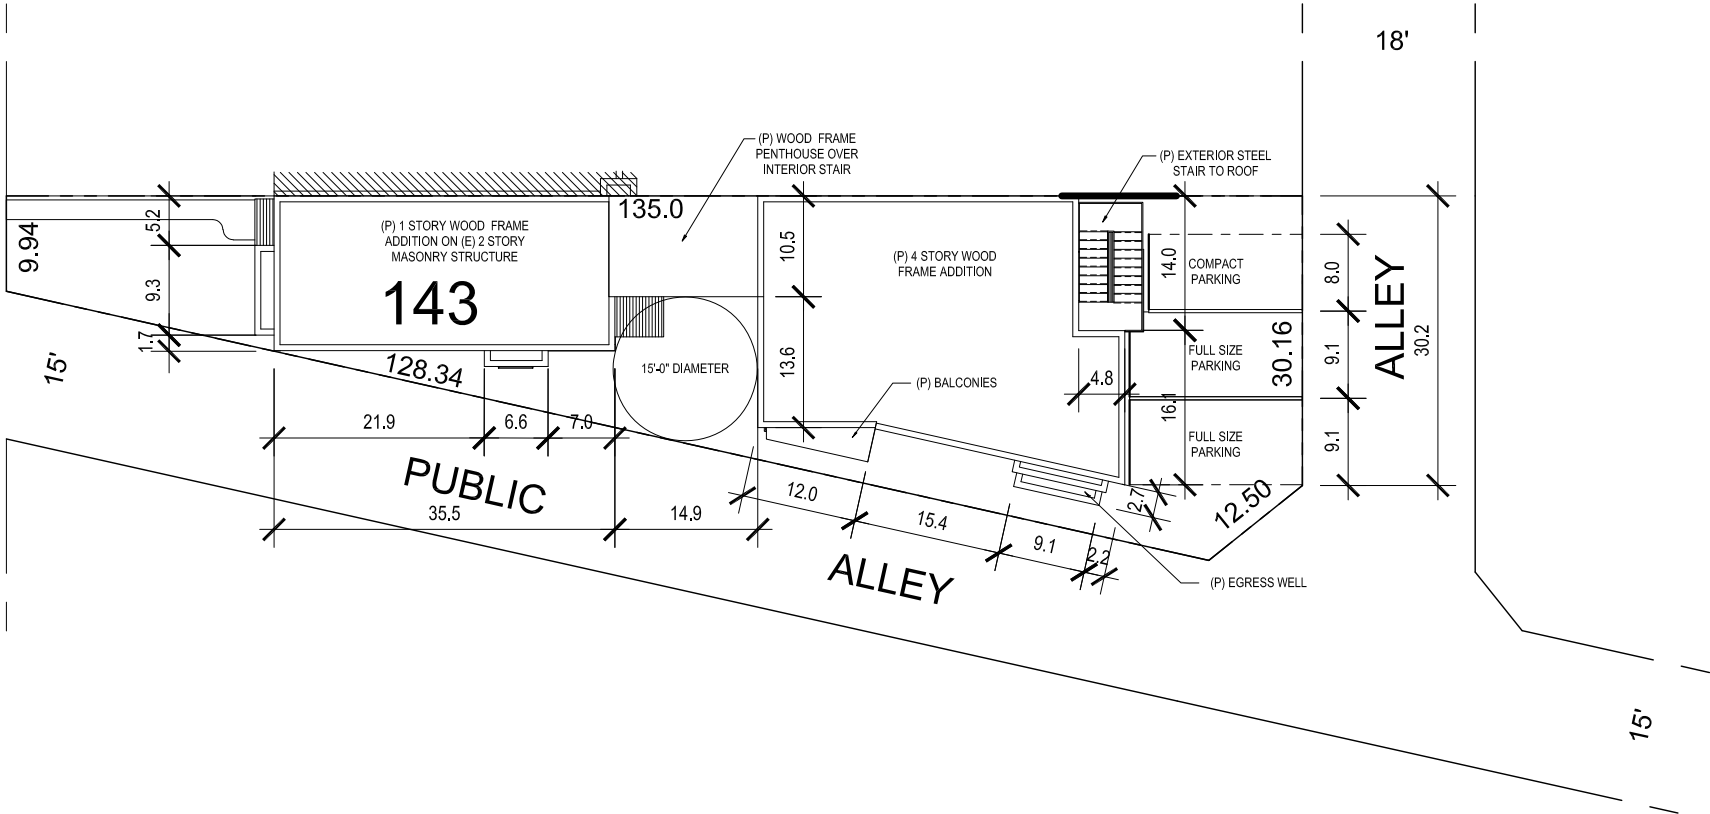 18'
(P) WOOD FRAME
PENTHOUSE OVER
INTERIOR STAIR
(P) EXTERIOR STEEL
STAIR TO ROOF
135.0
5.2
9.94
(P) 1 STORY WOOD FRAME
ADDITION ON (E) 2 STORY
MASONRY STRUCTURE
10.5
(P) 4 STORY WOOD
FRAME ADDITION
14.0
COMPACT
PARKING
8.0
ALLEY
9.3
143
1.7
30.2
30.16
15'
128.34
15'-0" DIAMETER
13.6
(P) BALCONIES
4.8
16.1
FULL SIZE
PARKING
9.1
21.9
6.6
7.0
FULL SIZE
PARKING
9.1
PUBLIC
35.5
14.9
12.0
15.4
9.1
2.2
2.7
12.50
ALLEY
(P) EGRESS WELL
15'